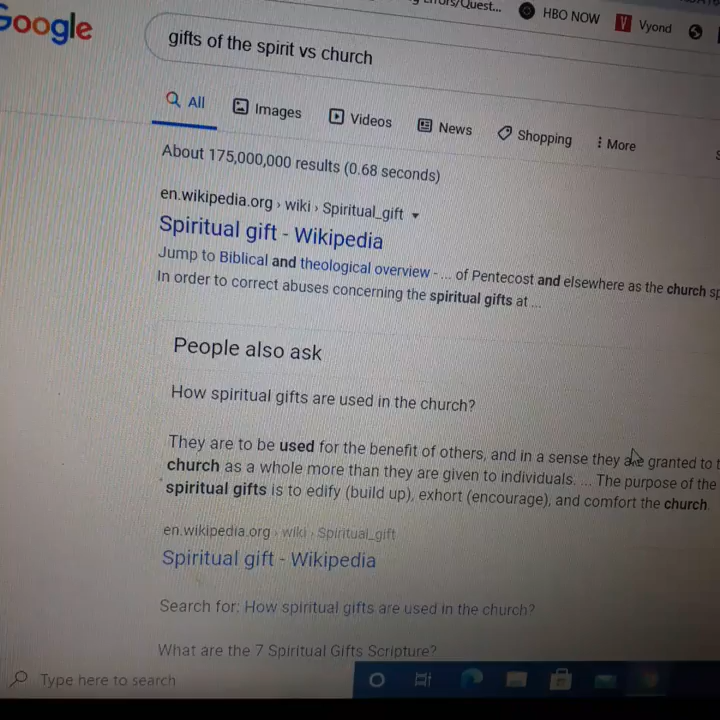 HBO NOW
Vyond
Google
gifts of the spirit vs church
All
Images
Videos
News
Shopping
More
About 175,000,000 results (0.68 seconds)
en.wikipedia.org › wiki › Spiritual_gift
Spiritual gift - Wikipedia
Jump to Biblical and theological overview - ... of Pentecost and elsewhere as the church
In order to correct abuses concerning the spiritual gifts at ...
People also ask
How spiritual gifts are used in the church?
They are to be used for the benefit of others, and in a sense they are granted to
church as a whole more than they are given to individuals. ... The purpose of the
spiritual gifts is to edify (build up), exhort (encourage), and comfort the church.
en.wikipedia.org › wiki › Spiritual_gift
Spiritual gift - Wikipedia
Search for: How spiritual gifts are used in the church?
What are the 7 Spiritual Gifts Scripture?
Type here to search